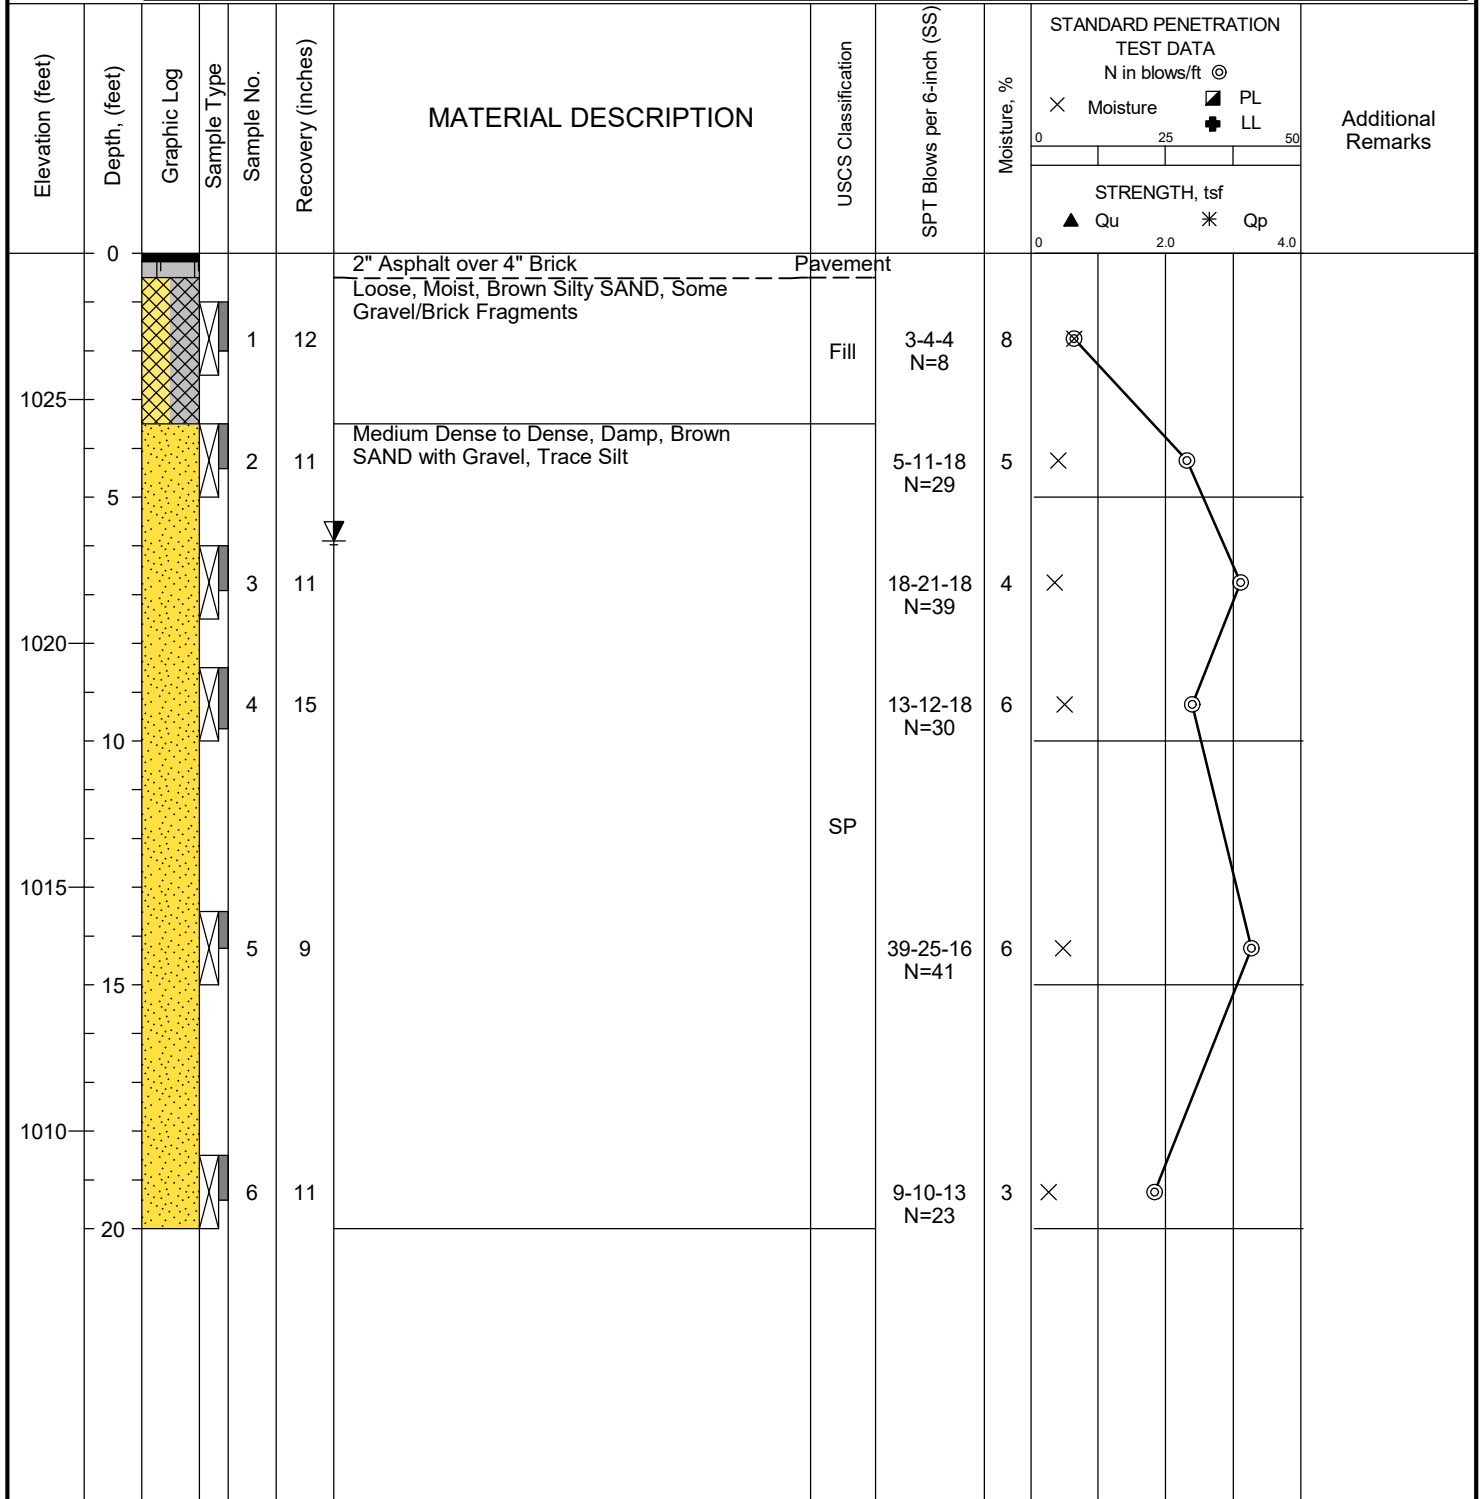 Elevation (feet)
Depth, (feet)
Graphic Log
Sample Type
Sample No.
Recovery (inches)
MATERIAL DESCRIPTION
USCS Classification
SPT Blows per 6-inch (SS)
Moisture, %
STANDARD PENETRATION
TEST DATA
N in blows/ft
Moisture
PL
LL
0 25 50
STRENGTH, tsf
Qu Qp
0 2.0 4.0
Additional
Remarks
0
2" Asphalt over 4" Brick Pavement
Loose, Moist, Brown Silty SAND, Some
Gravel/Brick Fragments
1 12 3-4-4 8
Fill
N=8
1025
Medium Dense to Dense, Damp, Brown
SAND with Gravel, Trace Silt
2 11 5-11-18 5
N=29
5
3 11 18-21-18 4
N=39
1020
4 15 13-12-18 6
N=30
10
SP
1015
5 9 39-25-16 6
N=41
15
1010
6 11 9-10-13 3
N=23
20